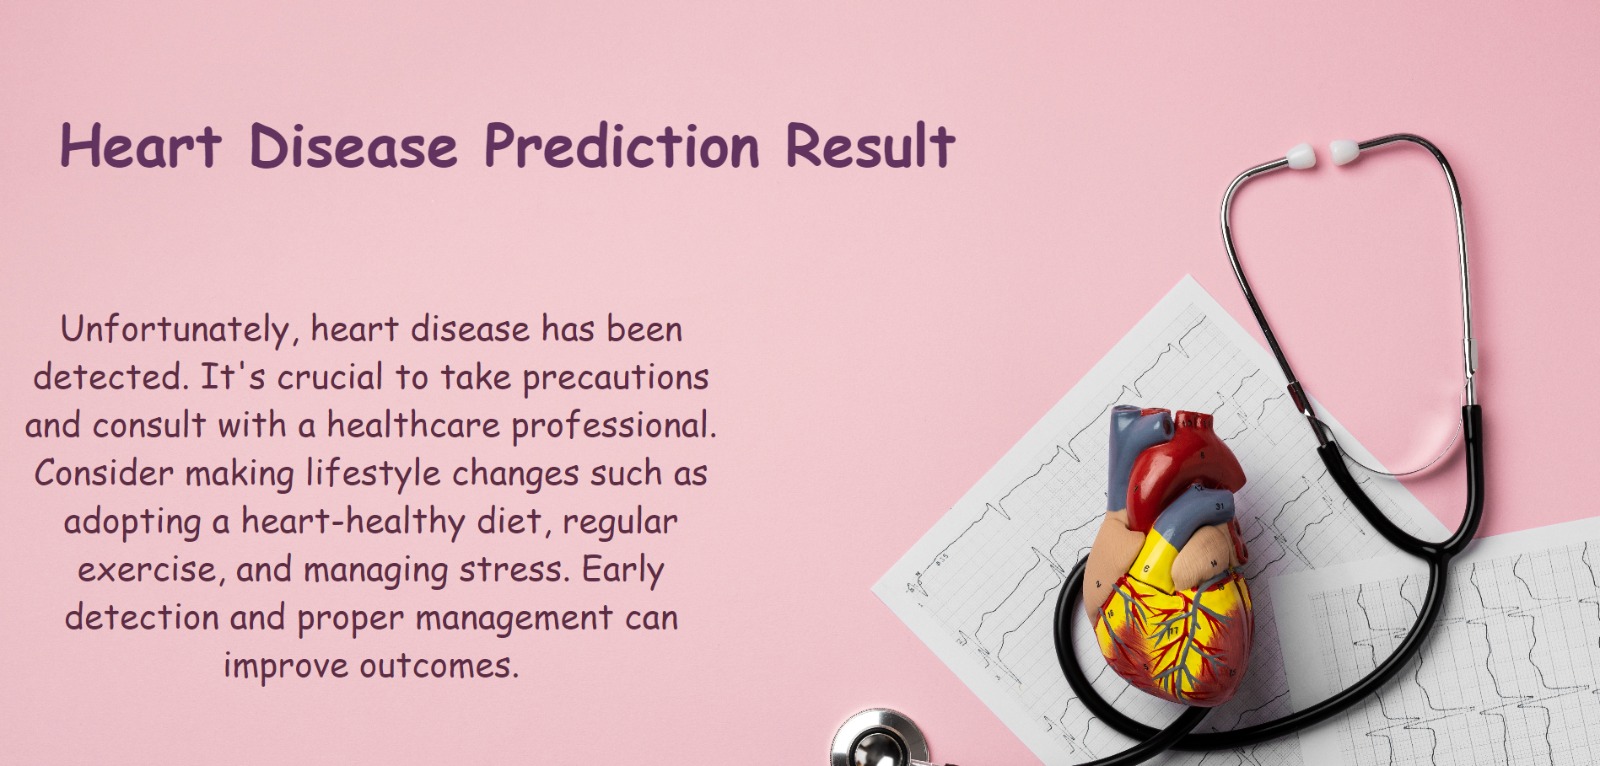 Heart Disease Prediction Result
Unfortunately, heart disease has been
detected. It's crucial to take precautions
and consult with a healthcare professional.
Consider making lifestyle changes such as
adopting a heart-healthy diet, regular
exercise, and managing stress. Early
detection and proper management can
improve outcomes.